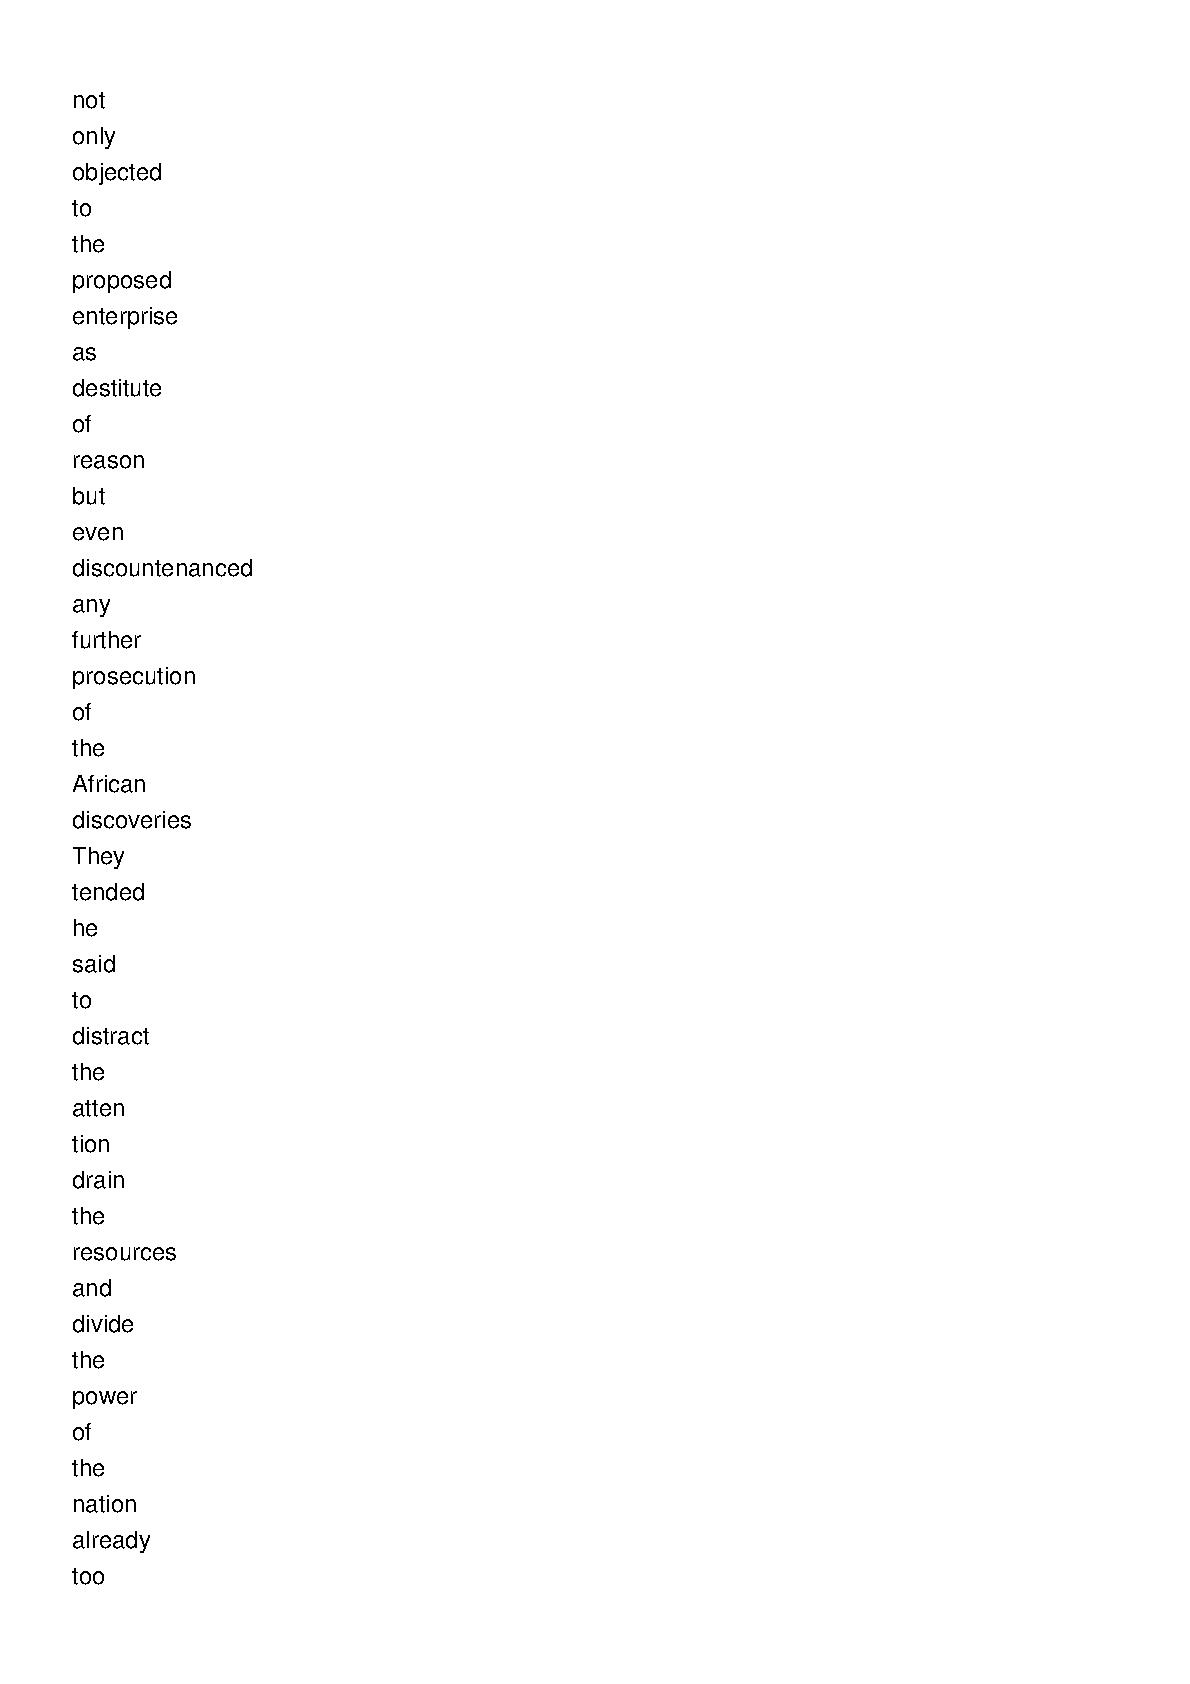 not
only
objected
to
the
proposed
enterprise
as
destitute
of
reason
but
even
discountenanced
any
further
prosecution
of
the
African
discoveries
They
tended
he
said
to
distract
the
atten
tion
drain
the
resources
and
divide
the
power
of
the
nation
already
too